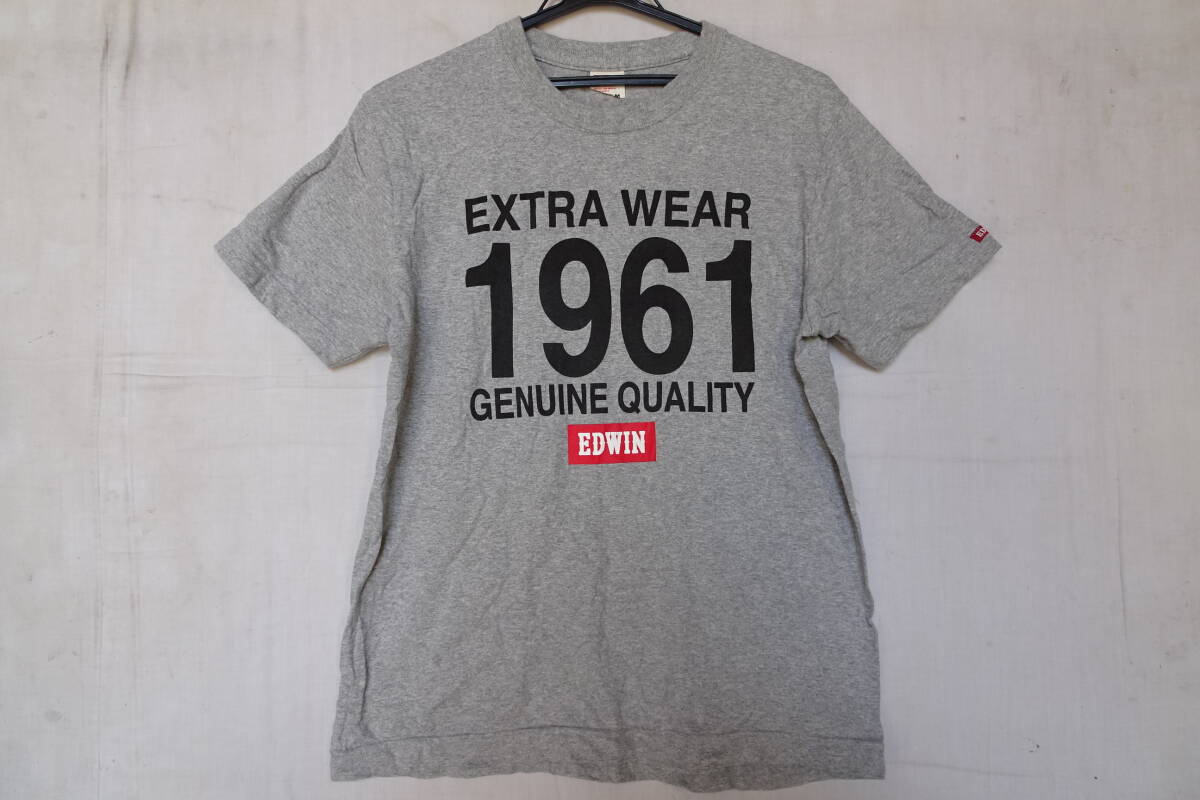 EXTRA WEAR
1961
GENUINE QUALITY
EDWIN